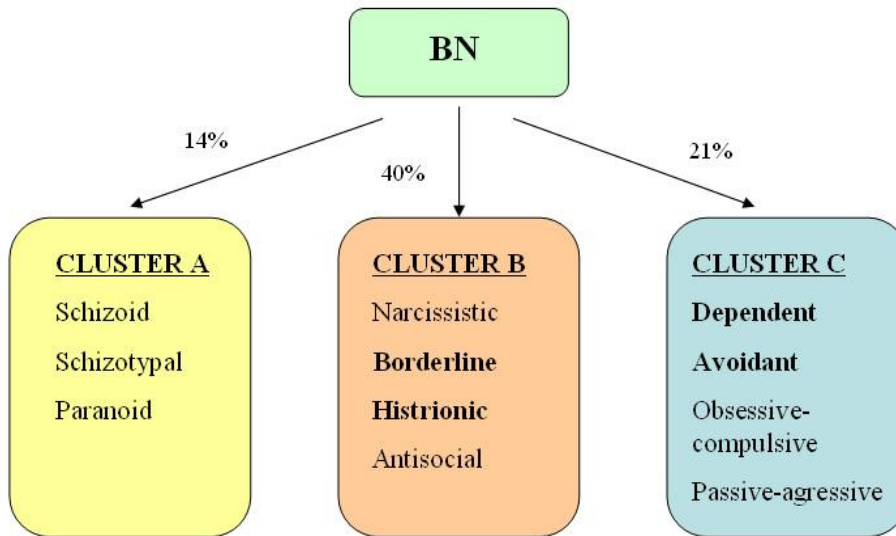 BN
14%
40%
21%
CLUSTER A
Schizoid
Schizotypal
Paranoid
CLUSTER B
Narcissistic
Borderline
Histrionic
Antisocial
CLUSTER C
Dependent
Avoidant
Obsessive-
compulsive
Passive-agressive